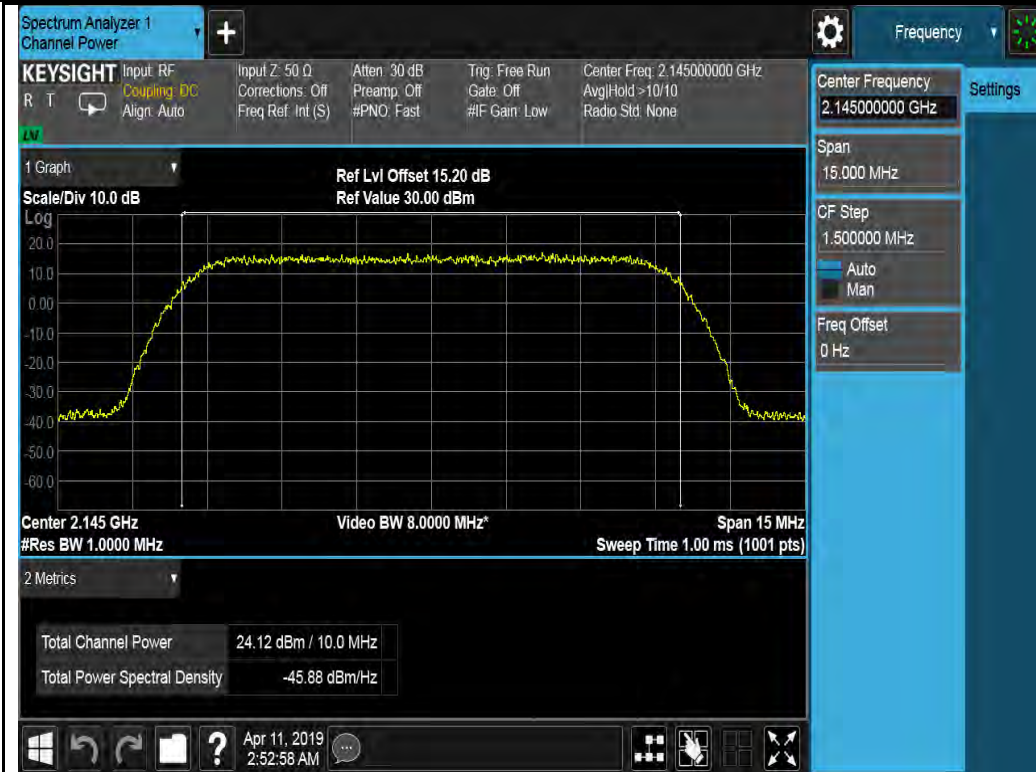 Spectrum Analyzer 1
Channel Power
+
Frequency
KEYSIGHT
R T
LNI
Input: RF
Coupling: DC
Align: Auto
Input Z: 50 Ω
Corrections: Off
Freq Ref: Int (S)
Atten: 30 dB
Preamp: Off
#PNO: Fast
Trig: Free Run
Gate: Off
#IF Gain: Low
Center Freq: 2.145000000 GHz
Avg|Hold:>10/10
Radio Std: None
Center Frequency
2.145000000 GHz
Settings
Span
15.000 MHz
CF Step
1.500000 MHz
Auto
Man
Freq Offset
0 Hz
1 Graph
Scale/Div 10.0 dB
Ref Lvl Offset 15.20 dB
Ref Value 30.00 dBm
Log
20.0
10.0
0.00
-10.0
-20.0
-30.0
-40.0
-50.0
-60.0
Center 2.145 GHz
#Res BW 1.0000 MHz
Video BW 8.0000 MHz*
Span 15 MHz
Sweep Time 1.00 ms (1001 pts)
2 Metrics
Total Channel Power 24.12 dBm / 10.0 MHz
Total Power Spectral Density -45.88 dBm/Hz
?
Apr 11, 2019
2:52:58 AM